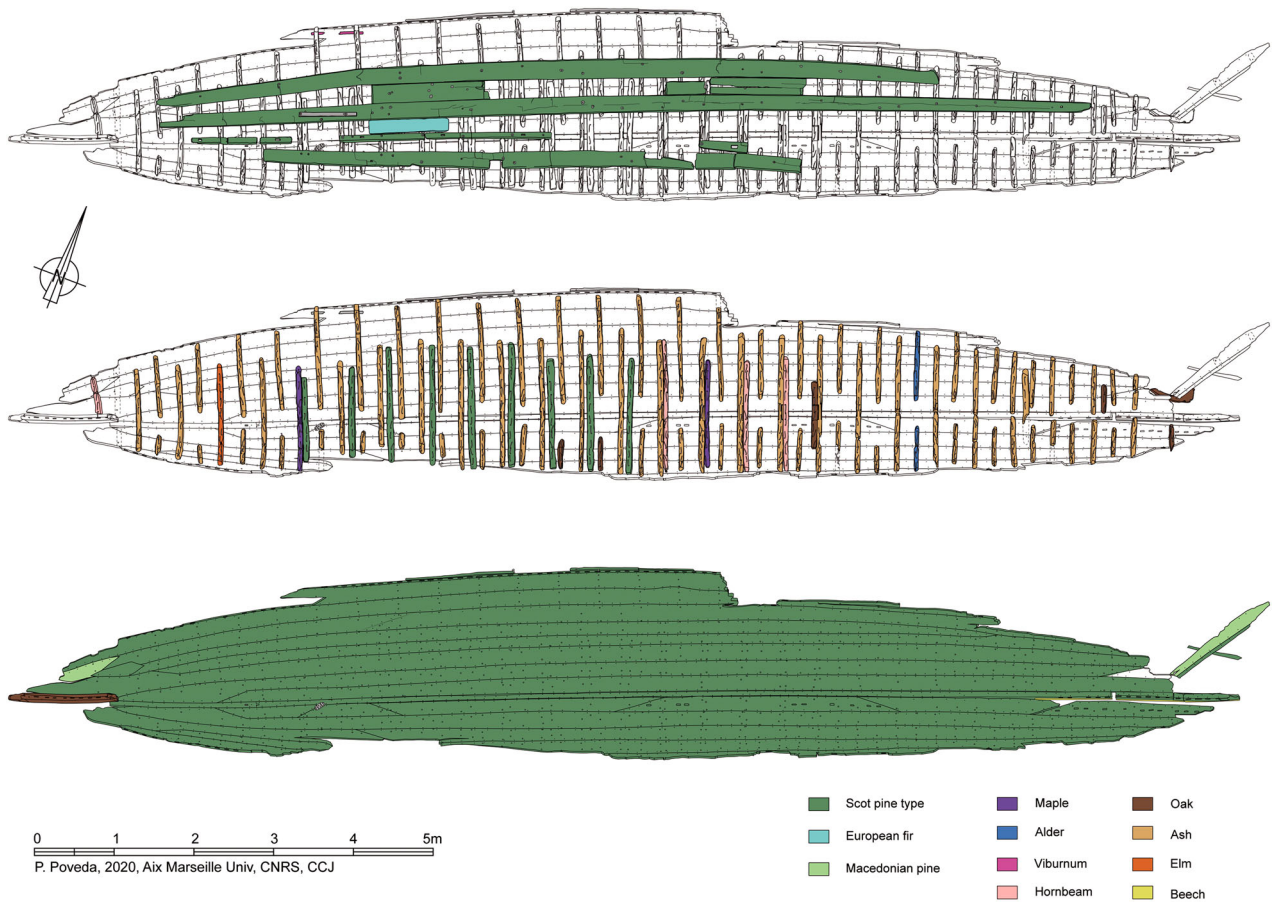 N
Scot pine type
European fir
Macedonian pine
Maple
Alder
Viburnum
Hornbeam
Oak
Ash
Elm
Beech
0 1 2 3 4 5m
P. Poveda, 2020, Aix Marseille Univ, CNRS, CCJ